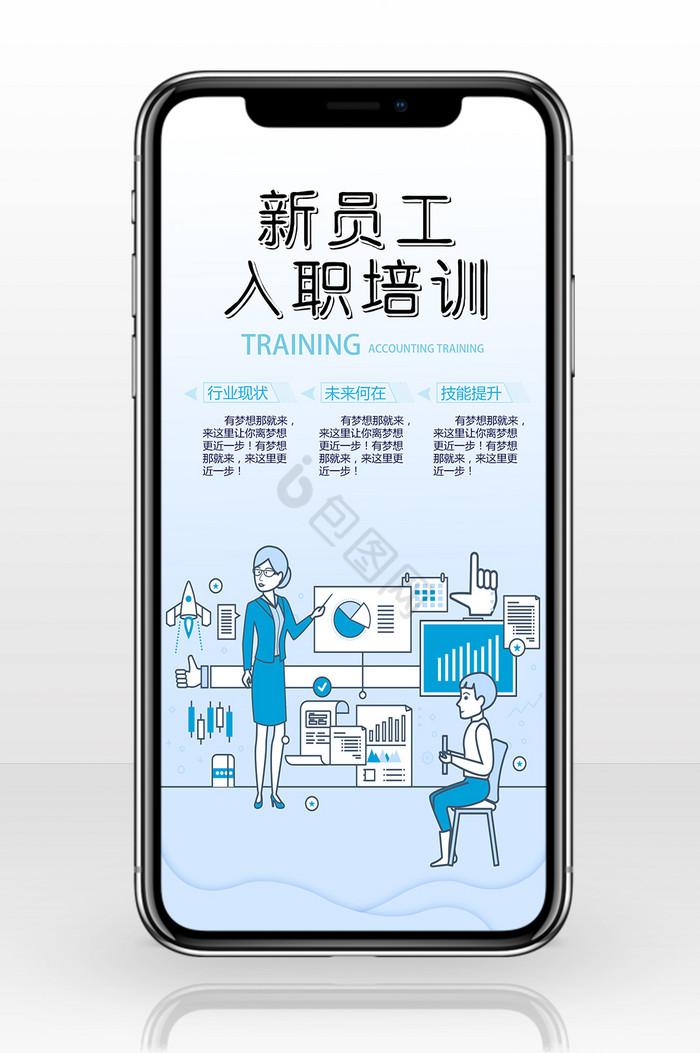 新员工
入职培训
TRAINING ACCOUNTING TRAINING
行业现状 未来何在 技能提升
有梦想那就来，
来这里让你离梦想
更近一步！有梦想
那就来，来这里更
近一步！
有梦想那就来，
来这里让你离梦想
更近一步！有梦想
那就来，来这里更
近一步！
有梦想那就来，
来这里让你离梦想
更近一步！有梦想
那就来，来这里更
近一步！
包图网